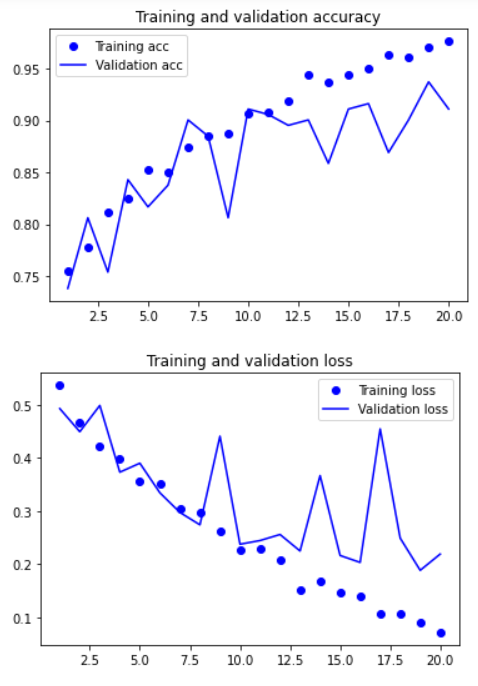 Training and validation accuracy
Training acc
Validation acc
0.95
0.90
0.85
0.80
0.75
2.5 5.0 7.5 10.0 12.5 15.0 17.5 20.0
Training and validation loss
Training loss
Validation loss
0.5
0.4
0.3
0.2
0.1
2.5 5.0 7.5 10.0 12.5 15.0 17.5 20.0